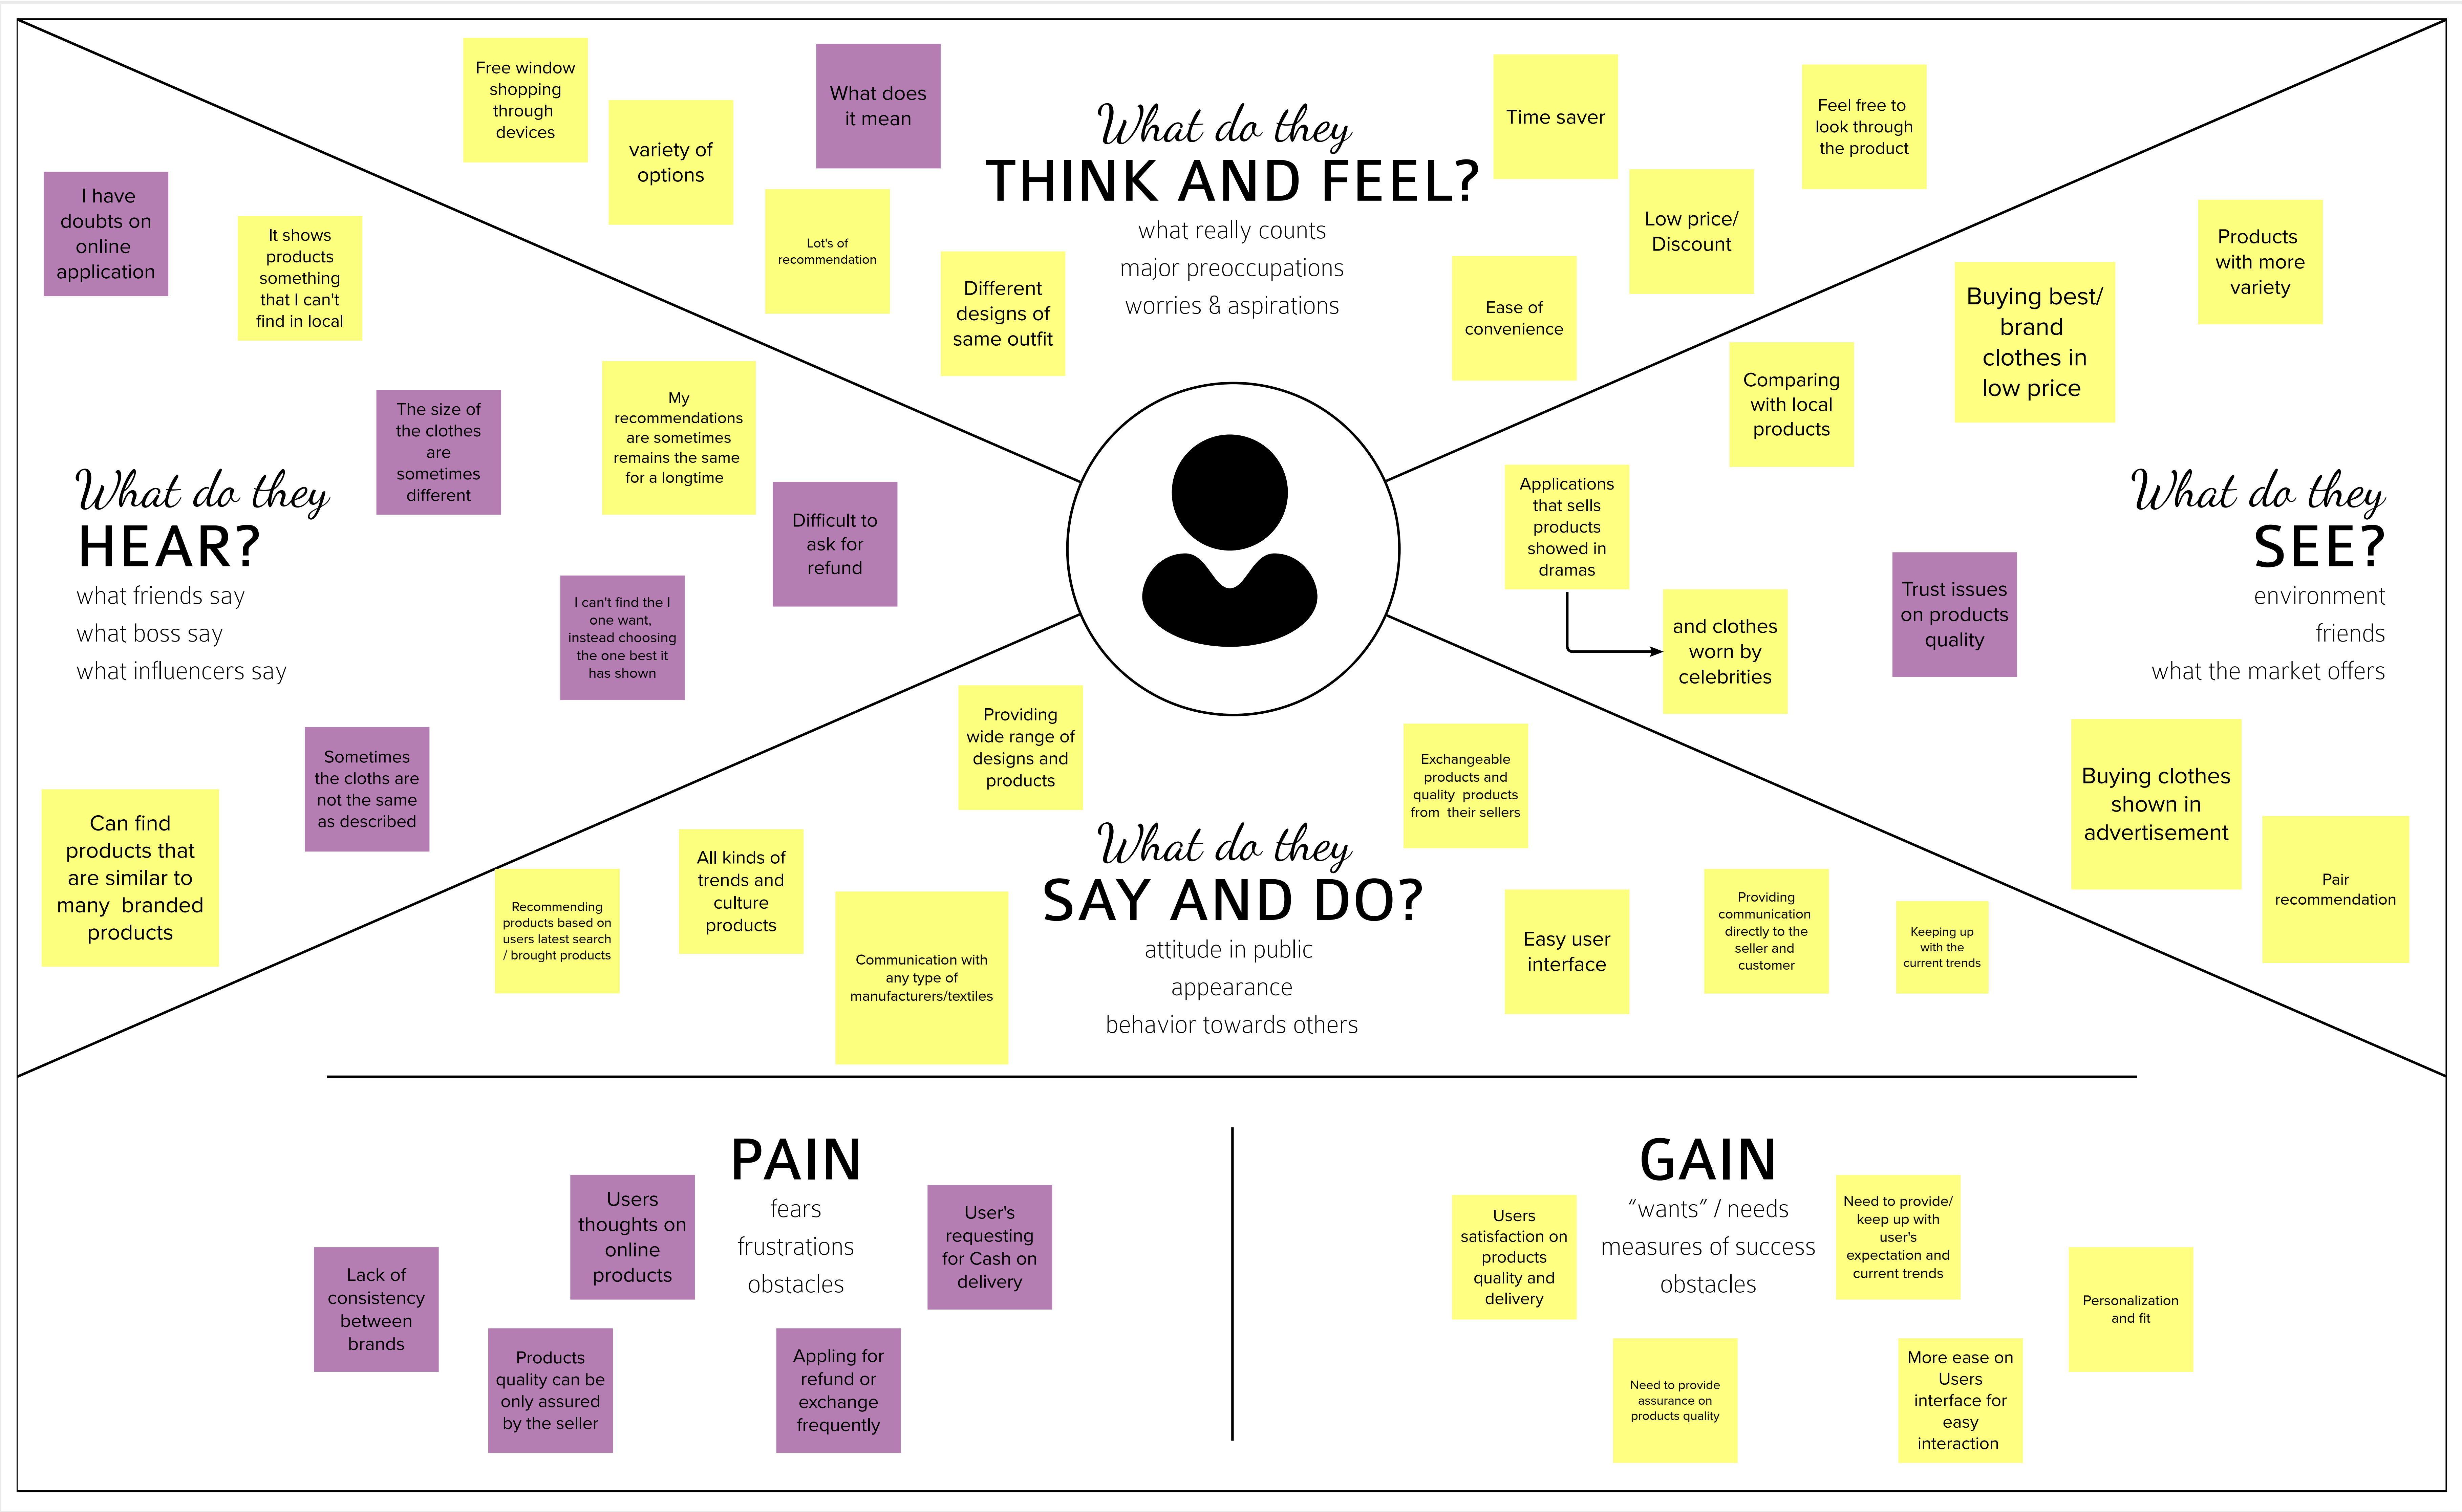 Free window
shopping
through
devices
variety of
options
What does
it mean
Lot's of
recommendation
Different
designs of
same outfit
What do they
THINK AND FEEL?
what really counts
major preoccupations
worries & aspirations
Time saver
Feel free to
look through
the product
Low price/
Discount
Ease of
convenience
I have
doubts on
online
application
It shows
products
something
that I can't
find in local
The size of
the clothes
are
sometimes
different
My
recommendations
are sometimes
remains the same
for a longtime
Difficult to
ask for
refund
What do they
HEAR?
what friends say
what boss say
what influencers say
I can't find the I
one want,
instead choosing
the one best it
has shown
Sometimes
the cloths are
not the same
as described
Can find
products that
are similar to
many branded
products
Products
with more
variety
Buying best/
brand
clothes in
low price
Comparing
with local
products
Applications
that sells
products
showed in
dramas
and clothes
worn by
celebrities
Trust issues
on products
quality
What do they
SEE?
environment
friends
what the market offers
Buying clothes
shown in
advertisement
Pair
recommendation
Providing
wide range of
designs and
products
Exchangeable
products and
quality products
from their sellers
All kinds of
trends and
culture
products
Recommending
products based on
users latest search
/ brought products
Communication with
any type of
manufacturers/textiles
What do they
SAY AND DO?
attitude in public
appearance
behavior towards others
Easy user
interface
Providing
communication
directly to the
seller and
customer
Keeping up
with the
current trends
PAIN
fears
frustrations
obstacles
Users
thoughts on
online
products
User's
requesting
for Cash on
delivery
Lack of
consistency
between
brands
Products
quality can be
only assured
by the seller
Appling for
refund or
exchange
frequently
GAIN
“wants” / needs
measures of success
obstacles
Users
satisfaction on
products
quality and
delivery
Need to provide/
keep up with
user's
expectation and
current trends
Personalization
and fit
Need to provide
assurance on
products quality
More ease on
Users
interface for
easy
interaction